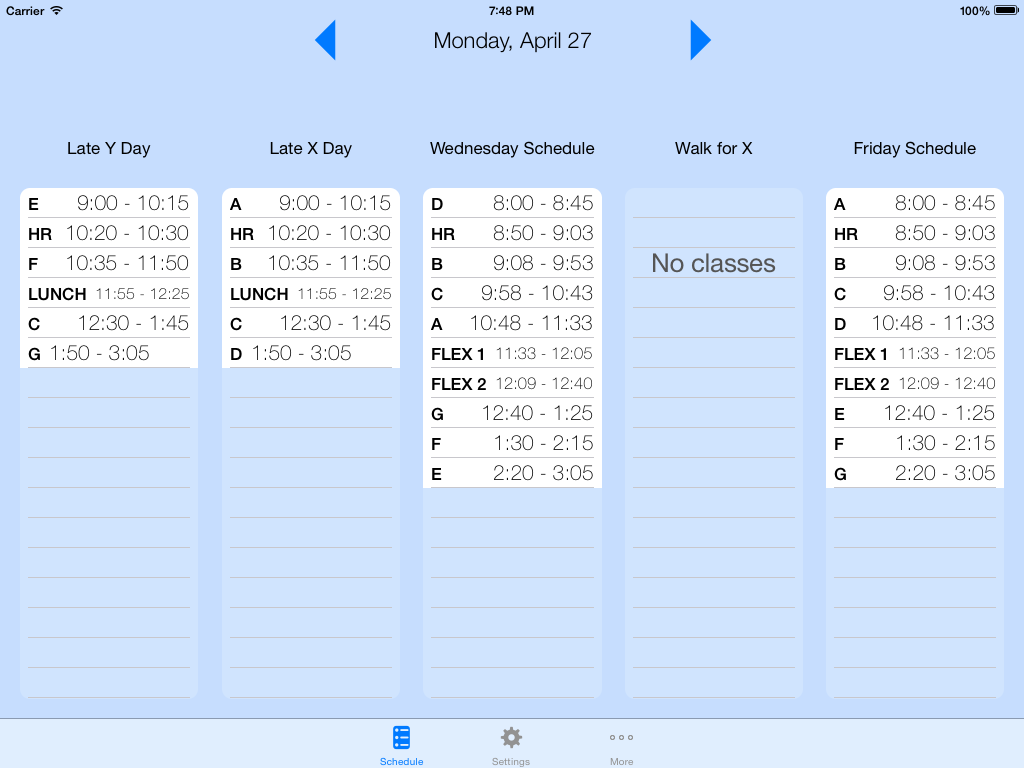 Carrier 7:48 PM 100%
Monday, April 27
Late Y Day
E 9:00 - 10:15
HR 10:20 - 10:30
F 10:35 - 11:50
LUNCH 11:55 - 12:25
C 12:30 - 1:45
G 1:50 - 3:05
Late X Day
A 9:00 - 10:15
HR 10:20 - 10:30
B 10:35 - 11:50
LUNCH 11:55 - 12:25
C 12:30 - 1:45
D 1:50 - 3:05
Wednesday Schedule
D 8:00 - 8:45
HR 8:50 - 9:03
B 9:08 - 9:53
C 9:58 - 10:43
A 10:48 - 11:33
FLEX 1 11:33 - 12:05
FLEX 2 12:09 - 12:40
G 12:40 - 1:25
F 1:30 - 2:15
E 2:20 - 3:05
Walk for X
No classes
Friday Schedule
A 8:00 - 8:45
HR 8:50 - 9:03
B 9:08 - 9:53
C 9:58 - 10:43
D 10:48 - 11:33
FLEX 1 11:33 - 12:05
FLEX 2 12:09 - 12:40
E 12:40 - 1:25
F 1:30 - 2:15
G 2:20 - 3:05
Schedule Settings More